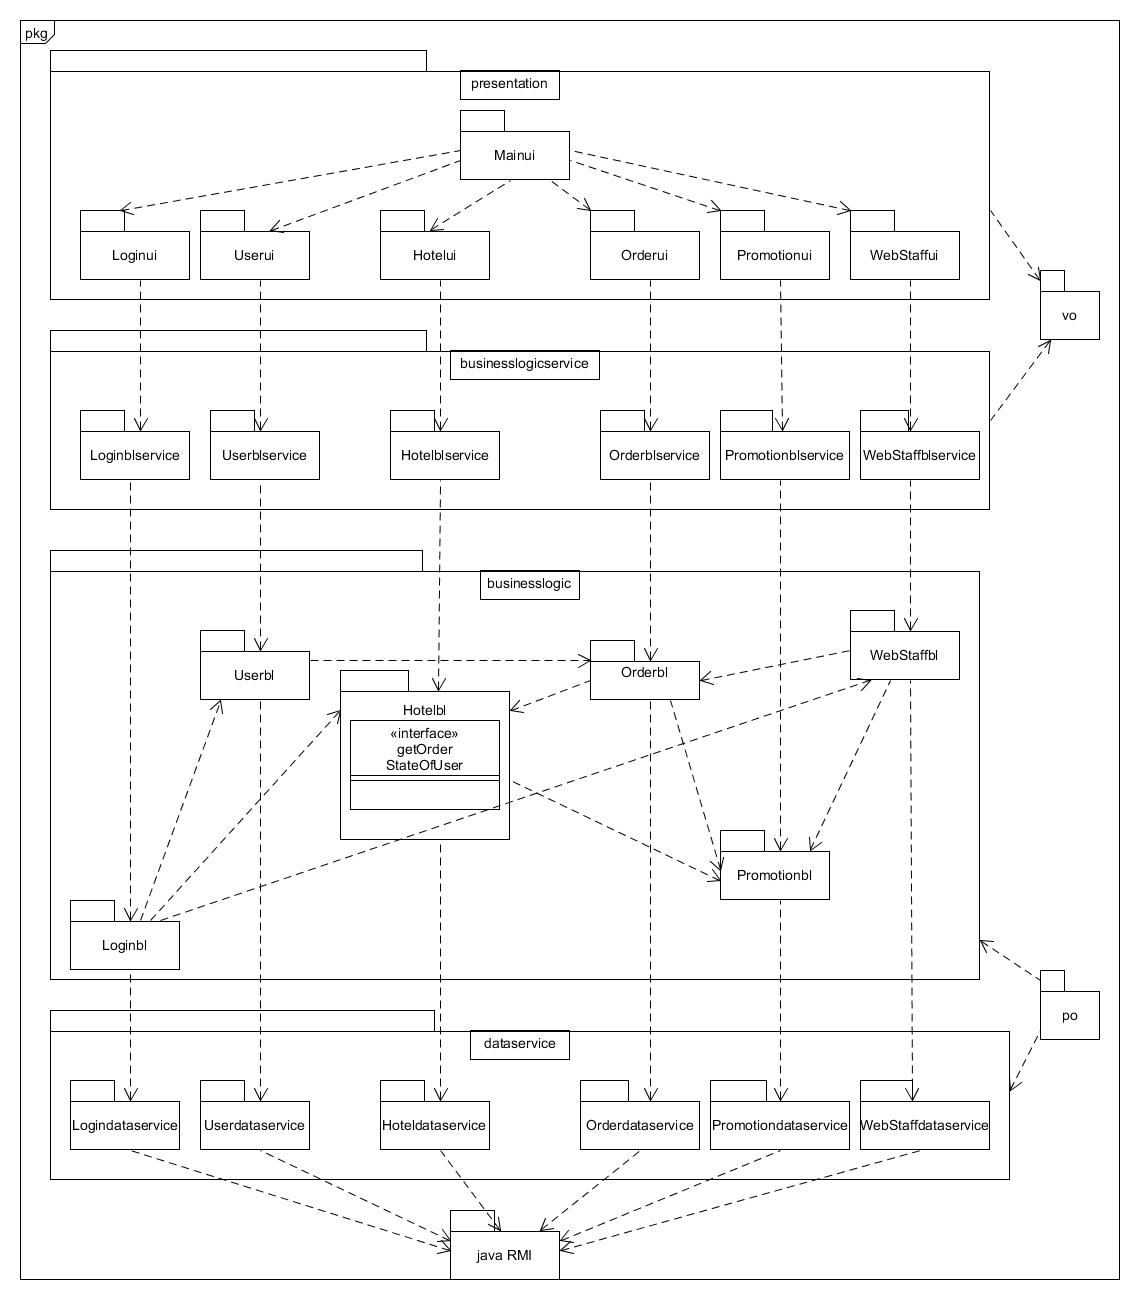 pkg
presentation
Mainui
Loginui
Userui
Hotelui
Orderui
Promotionui
WebStaffui
vo
businesslogicservice
Loginblservice
Userblservice
Hotelblservice
Orderblservice
Promotionblservice
WebStaffblservice
businesslogic
Userbl
Orderbl
WebStaffbl
Hotelbl
«interface»
getOrder
StateOfUser
Promotionbl
Loginbl
po
dataservice
Logindataservice
Userdataservice
Hoteldataservice
Orderdataservice
Promotiondataservice
WebStaffdataservice
java RMI